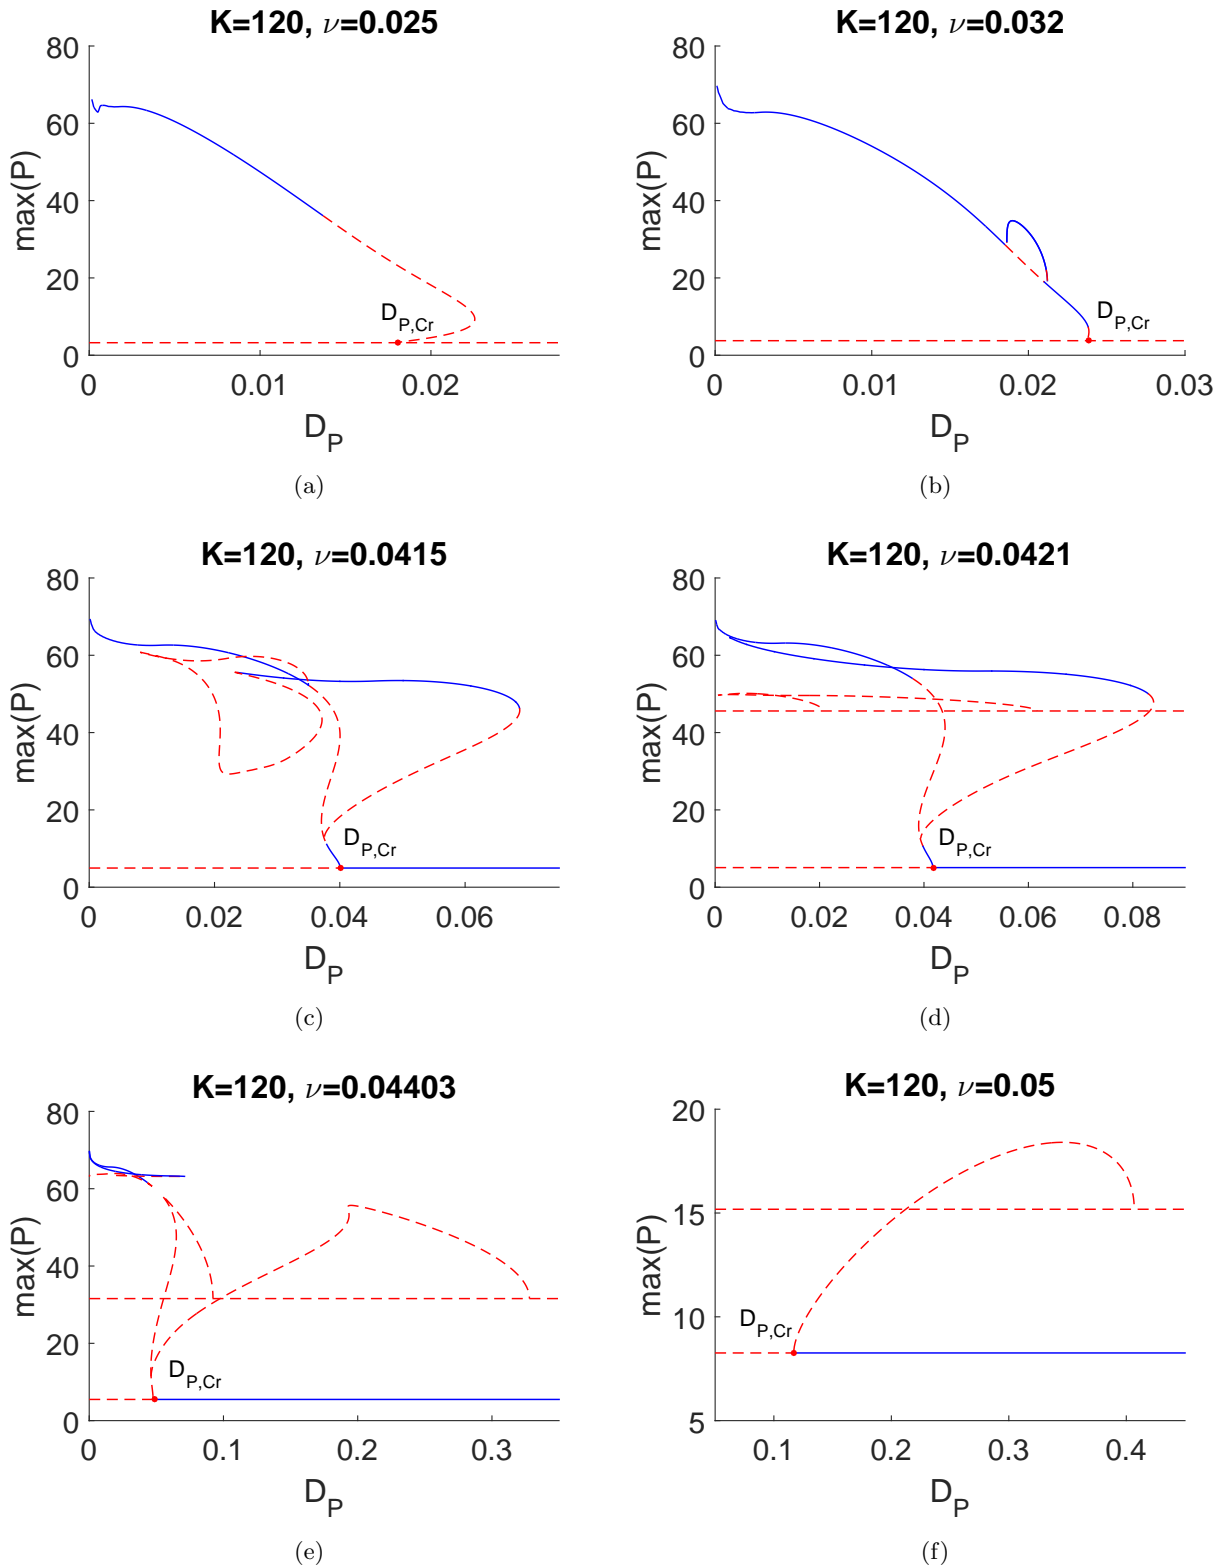 K=120, ν=0.025
80
60
40
20
0
max(P)
D_P,Cr
0 0.01 0.02
D_P
(a)
K=120, ν=0.032
80
60
40
20
0
max(P)
D_P,Cr
0 0.01 0.02 0.03
D_P
(b)
K=120, ν=0.0415
80
60
40
20
0
max(P)
D_P,Cr
0 0.02 0.04 0.06
D_P
(c)
K=120, ν=0.0421
80
60
40
20
0
max(P)
D_P,Cr
0 0.02 0.04 0.06 0.08
D_P
(d)
K=120, ν=0.04403
80
60
40
20
0
max(P)
D_P,Cr
0 0.1 0.2 0.3
D_P
(e)
K=120, ν=0.05
20
15
10
5
max(P)
D_P,Cr
0.1 0.2 0.3 0.4
D_P
(f)